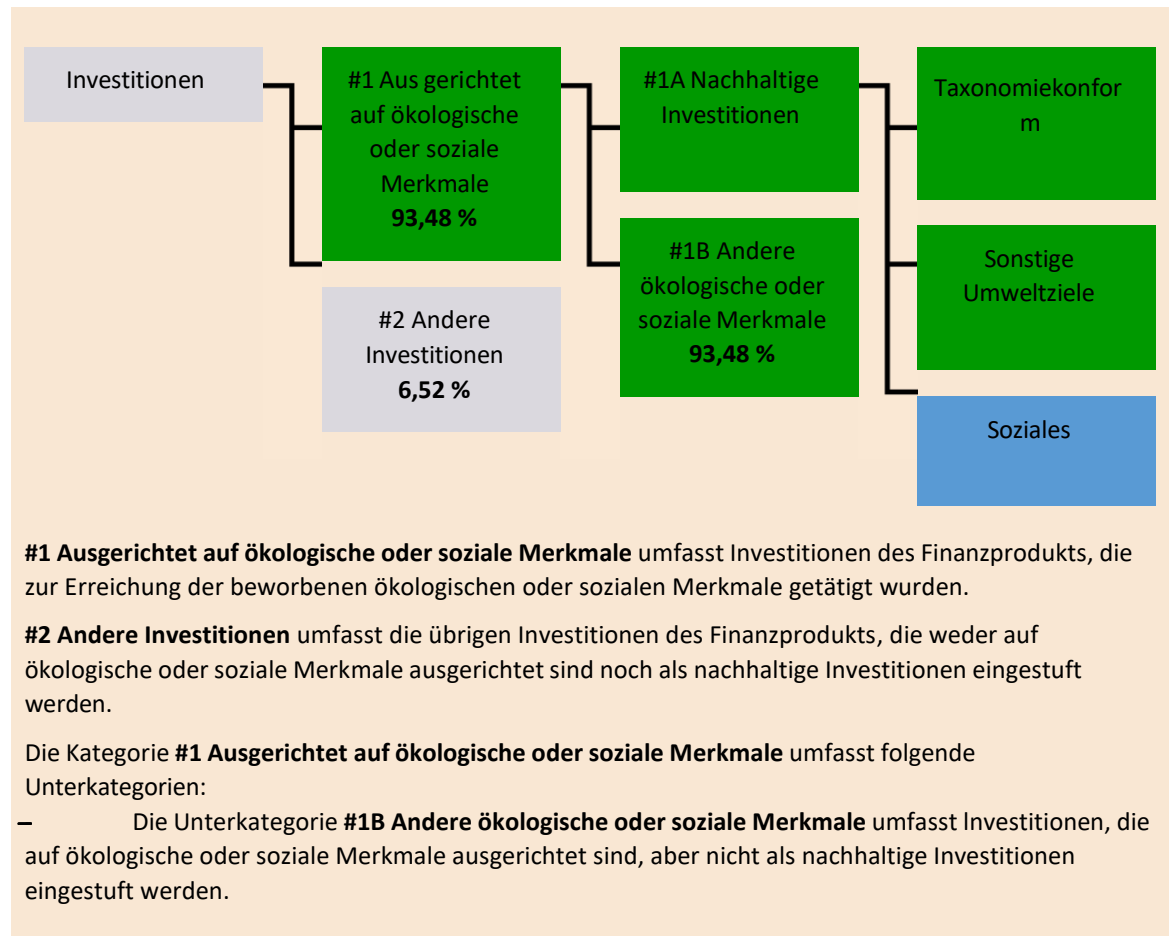 Investitionen
#1 Aus gerichtet
auf ökologische
oder soziale
Merkmale
93,48 %
#2 Andere
Investitionen
6,52 %
#1A Nachhaltige
Investitionen
#1B Andere
ökologische oder
soziale Merkmale
93,48 %
Taxonomiekonfor
m
Sonstige
Umweltziele
Soziales
#1 Ausgerichtet auf ökologische oder soziale Merkmale umfasst Investitionen des Finanzprodukts, die
zur Erreichung der beworbenen ökologischen oder sozialen Merkmale getätigt wurden.
#2 Andere Investitionen umfasst die übrigen Investitionen des Finanzprodukts, die weder auf
ökologische oder soziale Merkmale ausgerichtet sind noch als nachhaltige Investitionen eingestuft
werden.
Die Kategorie #1 Ausgerichtet auf ökologische oder soziale Merkmale umfasst folgende
Unterkategorien:
– Die Unterkategorie #1B Andere ökologische oder soziale Merkmale umfasst Investitionen, die
auf ökologische oder soziale Merkmale ausgerichtet sind, aber nicht als nachhaltige Investitionen
eingestuft werden.